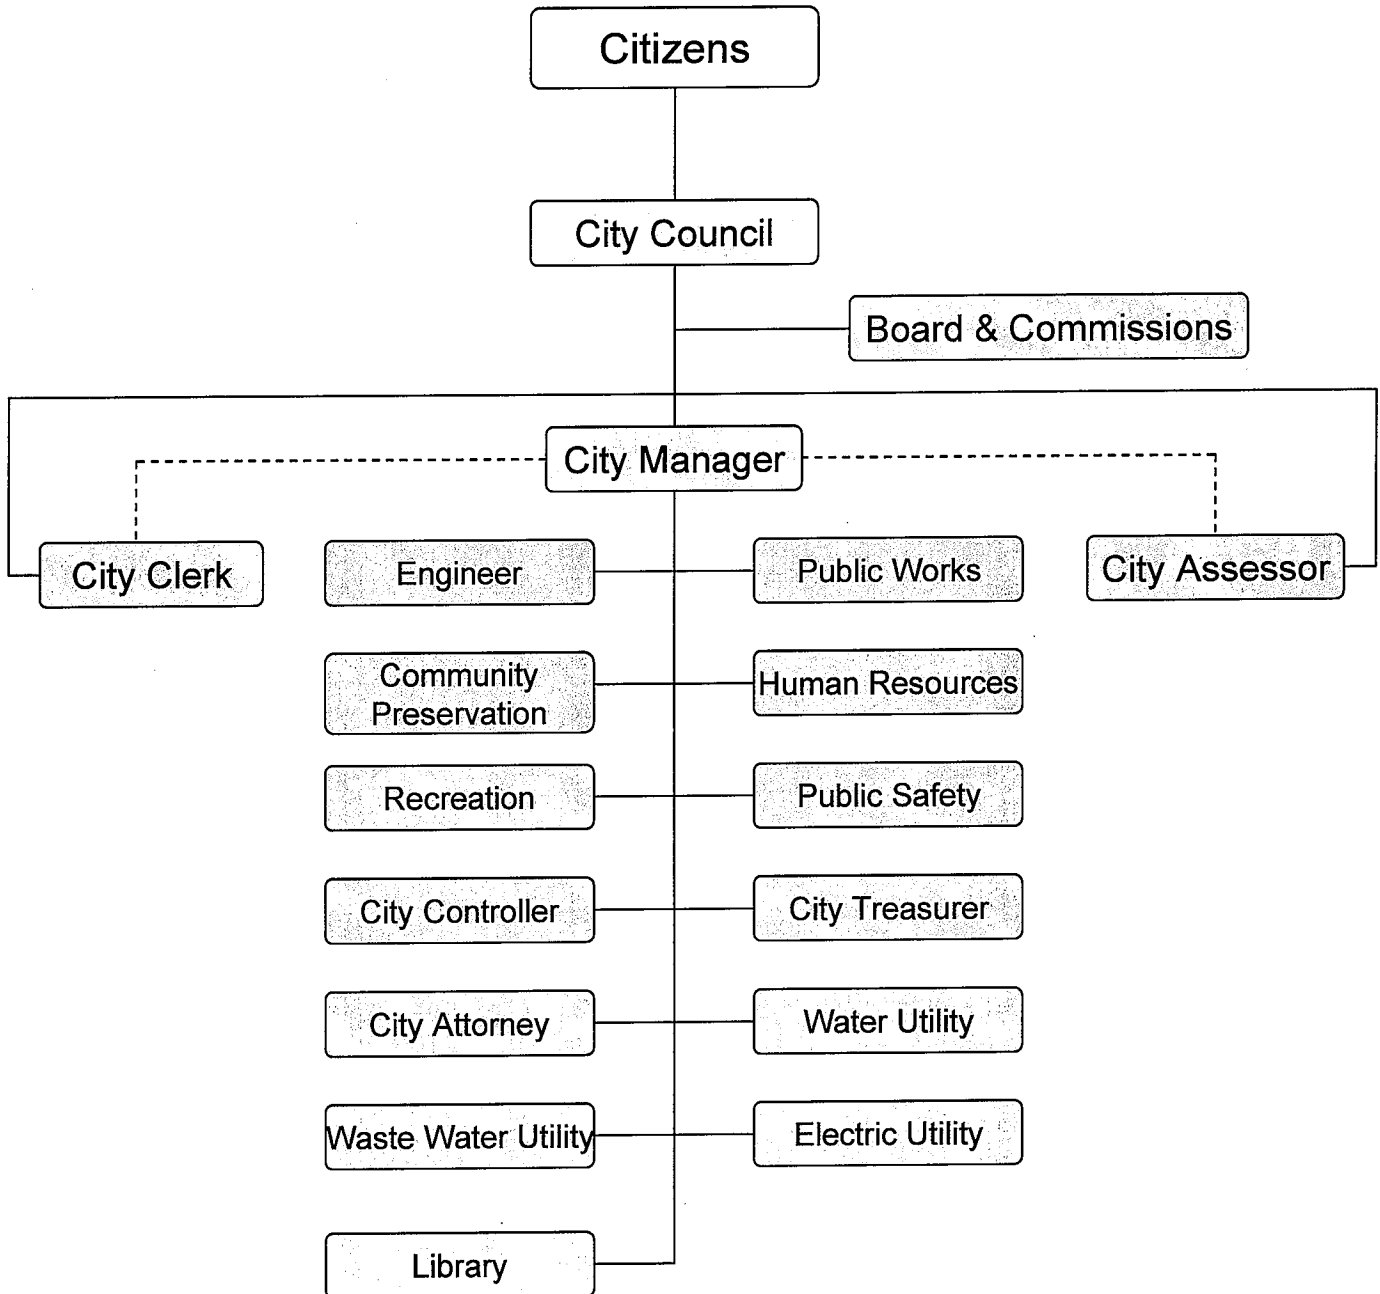 Citizens
City Council
Board & Commissions
City Manager
City Clerk
Engineer
Public Works
City Assessor
Community
Preservation
Human Resources
Recreation
Public Safety
City Controller
City Treasurer
City Attorney
Water Utility
Waste Water Utility
Electric Utility
Library